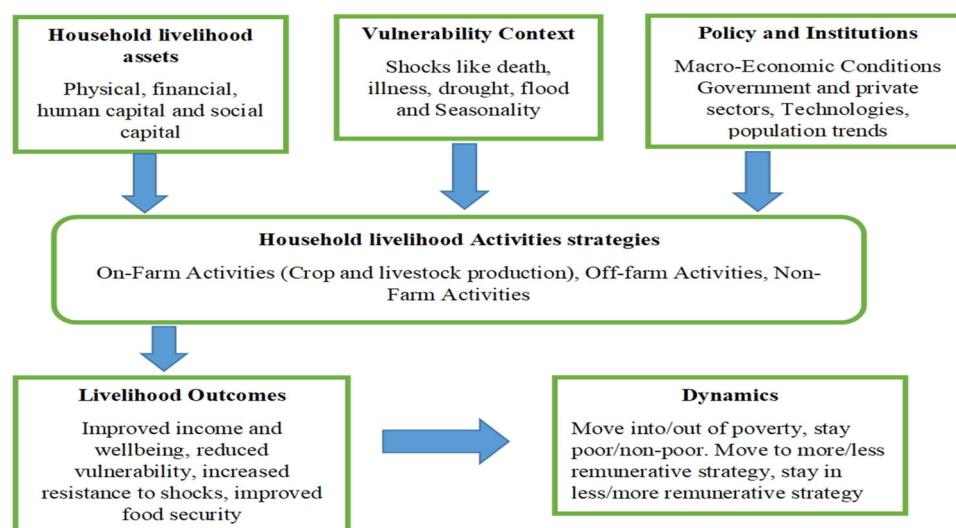 Household livelihood
assets
Physical, financial,
human capital and social
capital
Vulnerability Context
Shocks like death,
illness, drought, flood
and Seasonality
Policy and Institutions
Macro-Economic Conditions
Government and private
sectors, Technologies,
population trends
Household livelihood Activities strategies
On-Farm Activities (Crop and livestock production), Off-farm Activities, Non-
Farm Activities
Livelihood Outcomes
Improved income and
wellbeing, reduced
vulnerability, increased
resistance to shocks, improved
food security
Dynamics
Move into/out of poverty, stay
poor/non-poor. Move to more/less
remunerative strategy, stay in
less/more remunerative strategy